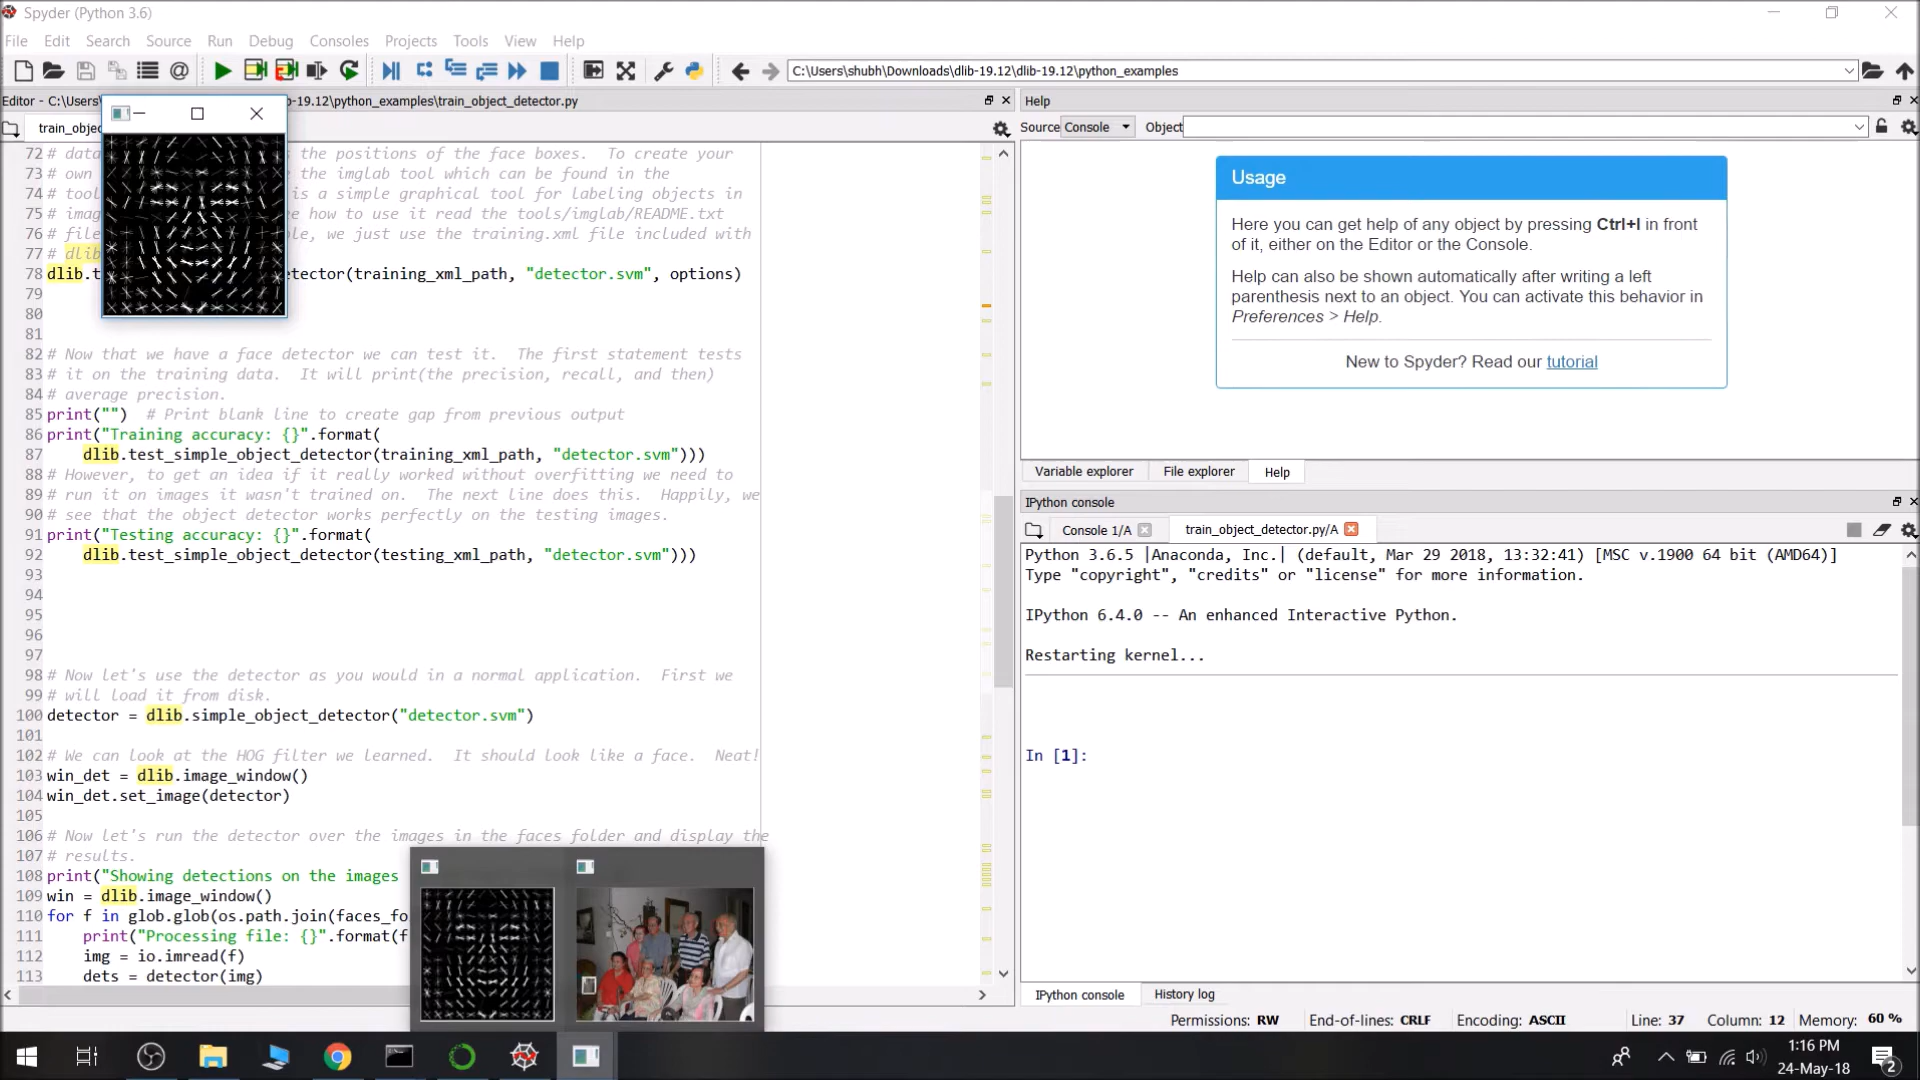 Spyder (Python 3.6)
File Edit Search Source Run Debug Consoles Projects Tools View Help
C:\Users\shubh\Downloads\dlib-19.12\dlib-19.12\python_examples
Editor - C:\Users
-19.12\python_examples\train_object_detector.py
train_objec
72 # data
s the positions of the face boxes.  To create your
73 # own
e the imglab tool which can be found in the
74 # tool
is a simple graphical tool for labeling objects in
75 # imag
ee how to use it read the tools/imglab/README.txt
76 # file
ple, we just use the training.xml file included with
77 # dlib
78 dlib.t
etector(training_xml_path, "detector.svm", options)
79
80
81
82 # Now that we have a face detector we can test it.  The first statement tests
83 # it on the training data.  It will print(the precision, recall, and then)
84 # average precision.
85 print("")  # Print blank line to create gap from previous output
86 print("Training accuracy: {}".format(
87     dlib.test_simple_object_detector(training_xml_path, "detector.svm")))
88 # However, to get an idea if it really worked without overfitting we need to
89 # run it on images it wasn't trained on.  The next line does this.  Happily, we
90 # see that the object detector works perfectly on the testing images.
91 print("Testing accuracy: {}".format(
92     dlib.test_simple_object_detector(testing_xml_path, "detector.svm")))
93
94
95
96
97
98 # Now let's use the detector as you would in a normal application.  First we
99 # will load it from disk.
100 detector = dlib.simple_object_detector("detector.svm")
101
102 # We can look at the HOG filter we learned.  It should look like a face.  Neat!
103 win_det = dlib.image_window()
104 win_det.set_image(detector)
105
106 # Now let's run the detector over the images in the faces folder and display the
107 # results.
108 print("Showing detections on the images
109 win = dlib.image_window()
110 for f in glob.glob(os.path.join(faces_fo
111     print("Processing file: {}".format(f
112     img = io.imread(f)
113     dets = detector(img)
Help
Source Console Object
Usage
Here you can get help of any object by pressing Ctrl+I in front
of it, either on the Editor or the Console.
Help can also be shown automatically after writing a left
parenthesis next to an object. You can activate this behavior in
Preferences > Help.
New to Spyder? Read our tutorial
Variable explorer File explorer Help
IPython console
Console 1/A train_object_detector.py/A
Python 3.6.5 |Anaconda, Inc.| (default, Mar 29 2018, 13:32:41) [MSC v.1900 64 bit (AMD64)]
Type "copyright", "credits" or "license" for more information.
IPython 6.4.0 -- An enhanced Interactive Python.
Restarting kernel...
In [1]:
IPython console History log
Permissions: RW End-of-lines: CRLF Encoding: ASCII Line: 37 Column: 12 Memory: 60 %
1:16 PM
24-May-18
2